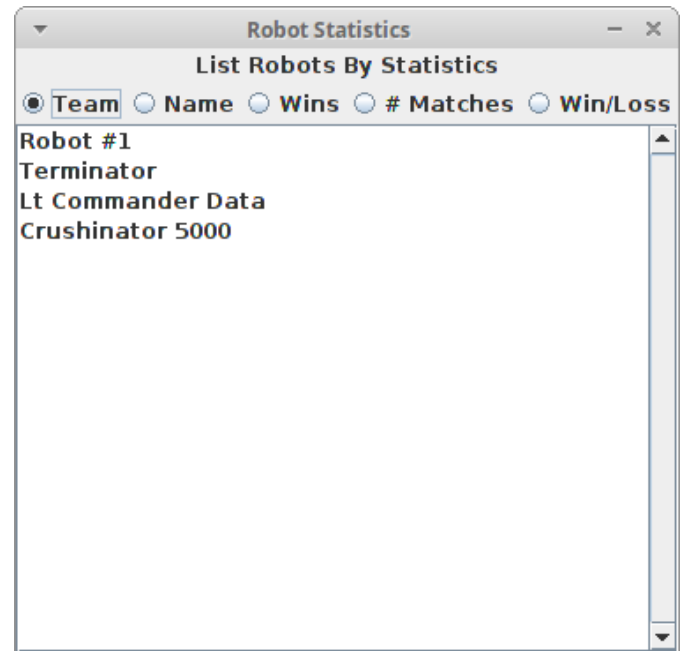 Robot Statistics
List Robots By Statistics
Team Name Wins # Matches Win/Loss
Robot #1
Terminator
Lt Commander Data
Crushinator 5000